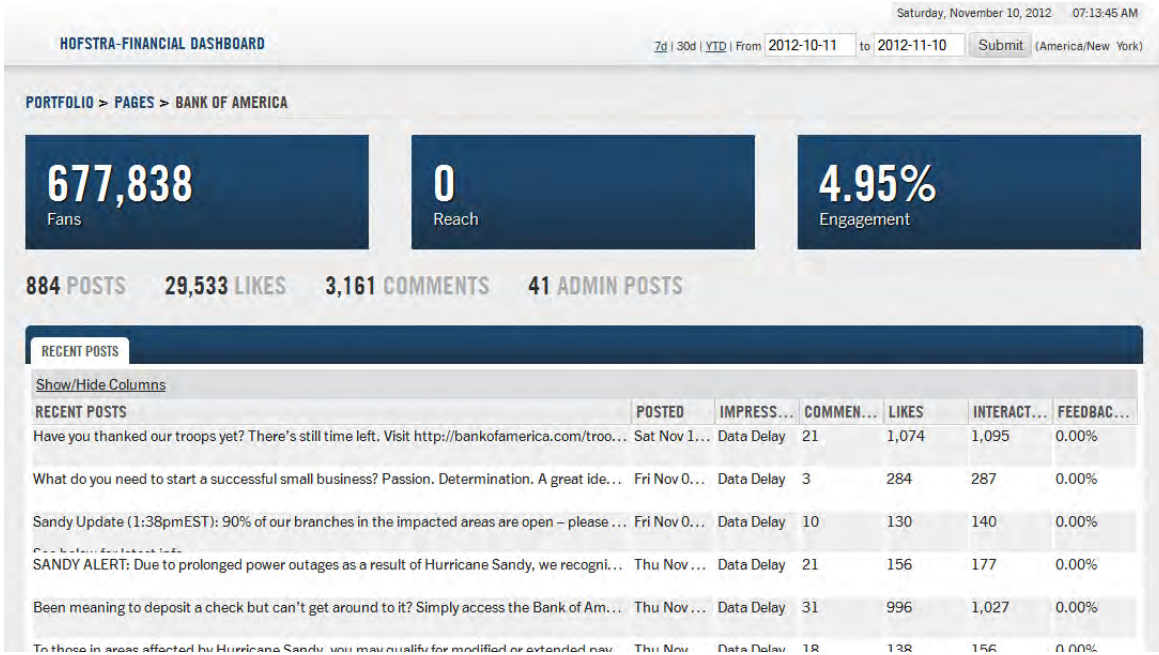 Saturday, November 10, 2012 07:13:45 AM
HOFSTRA-FINANCIAL DASHBOARD
7d | 30d | YTD | From 2012-10-11 to 2012-11-10 Submit (America/New York)
PORTFOLIO > PAGES > BANK OF AMERICA
677,838 0 4.95%
Fans Reach Engagement
884 POSTS 29,533 LIKES 3,161 COMMENTS 41 ADMIN POSTS
RECENT POSTS
Show/Hide Columns
RECENT POSTS POSTED IMPRESS... COMMEN... LIKES INTERACT... FEEDBAC...
Have you thanked our troops yet? There's still time left. Visit http://bankofamerica.com/troo... Sat Nov 1... Data Delay 21 1,074 1,095 0.00%
What do you need to start a successful small business? Passion. Determination. A great ide... Fri Nov 0... Data Delay 3 284 287 0.00%
Sandy Update (1:38pmEST): 90% of our branches in the impacted areas are open – please ... Fri Nov 0... Data Delay 10 130 140 0.00%
See below for latest info
SANDY ALERT: Due to prolonged power outages as a result of Hurricane Sandy, we recogni... Thu Nov ... Data Delay 21 156 177 0.00%
Been meaning to deposit a check but can't get around to it? Simply access the Bank of Am... Thu Nov ... Data Delay 31 996 1,027 0.00%
To those in areas affected by Hurricane Sandy, you may qualify for modified or extended pay... Thu Nov ... Data Delay 18 138 156 0.00%